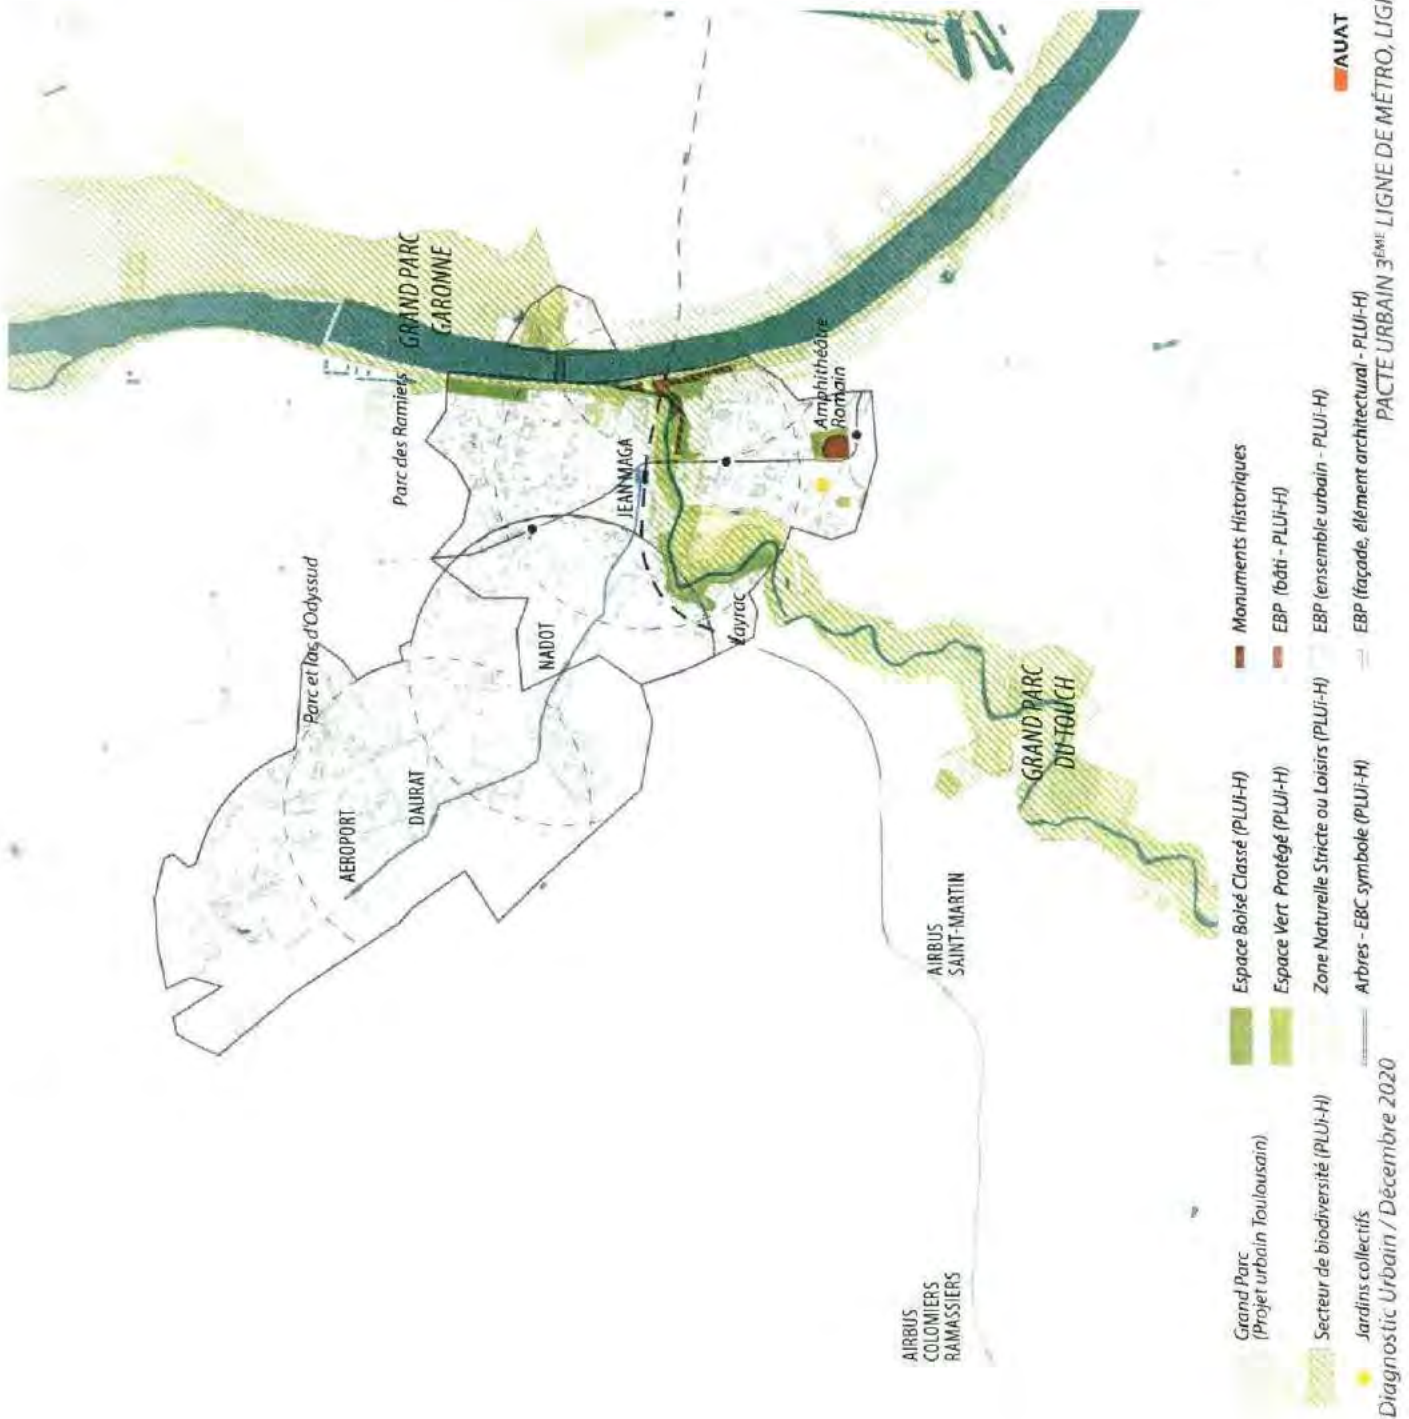 Parc et lac d'Odyssud
Parc des Ramiers
GRAND PARC
GARONNE
AEROPORT
DAURAT
NADOT
JEAN MAGA
Layrac
Amphithéâtre
Romain
GRAND PARC
DU TOUCH
AIRBUS
SAINT-MARTIN
AIRBUS
COLOMIERS
RAMASSIERS
Grand Parc
(Projet urbain Toulousain)
Secteur de biodiversité (PLUi-H)
Jardins collectifs
Espace Boisé Classé (PLUi-H)
Espace Vert Protégé (PLUi-H)
Zone Naturelle Stricte ou Loisirs (PLUi-H)
Arbres - EBC symbole (PLUi-H)
Monuments Historiques
EBP (bâti - PLUi-H)
EBP (ensemble urbain - PLUi-H)
EBP (façade, élément architectural - PLUi-H)
Diagnostic Urbain / Décembre 2020
PACTE URBAIN 3ÈME LIGNE DE MÉTRO,
AUAT